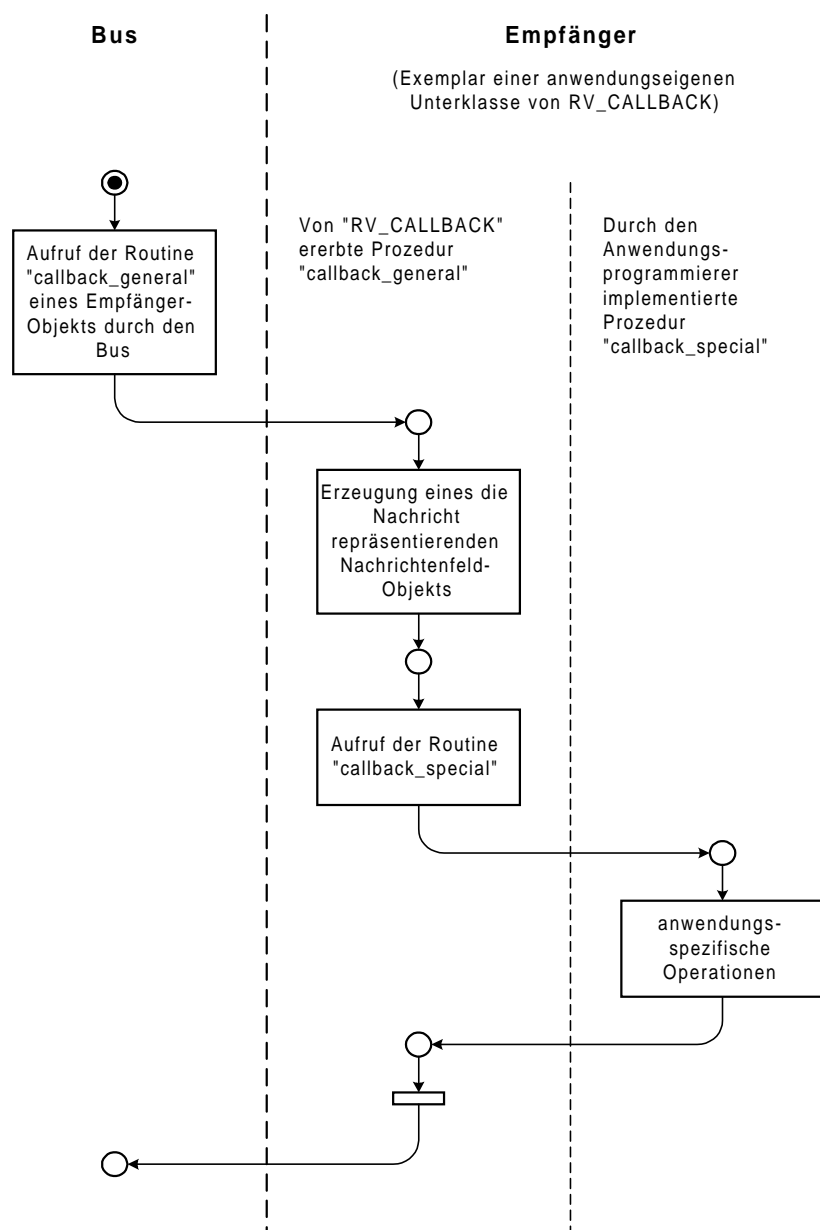 Bus
Empfänger
(Exemplar einer anwendungseigenen
Unterklasse von RV_CALLBACK)
Von "RV_CALLBACK"
ererbte Prozedur
"callback_general"
Durch den
Anwendungs-
programmierer
implementierte
Prozedur
"callback_special"
Aufruf der Routine
"callback_general"
eines Empfänger-
Objekts durch den
Bus
Erzeugung eines die
Nachricht
repräsentierenden
Nachrichtenfeld-
Objekts
Aufruf der Routine
"callback_special"
anwendungs-
spezifische
Operationen